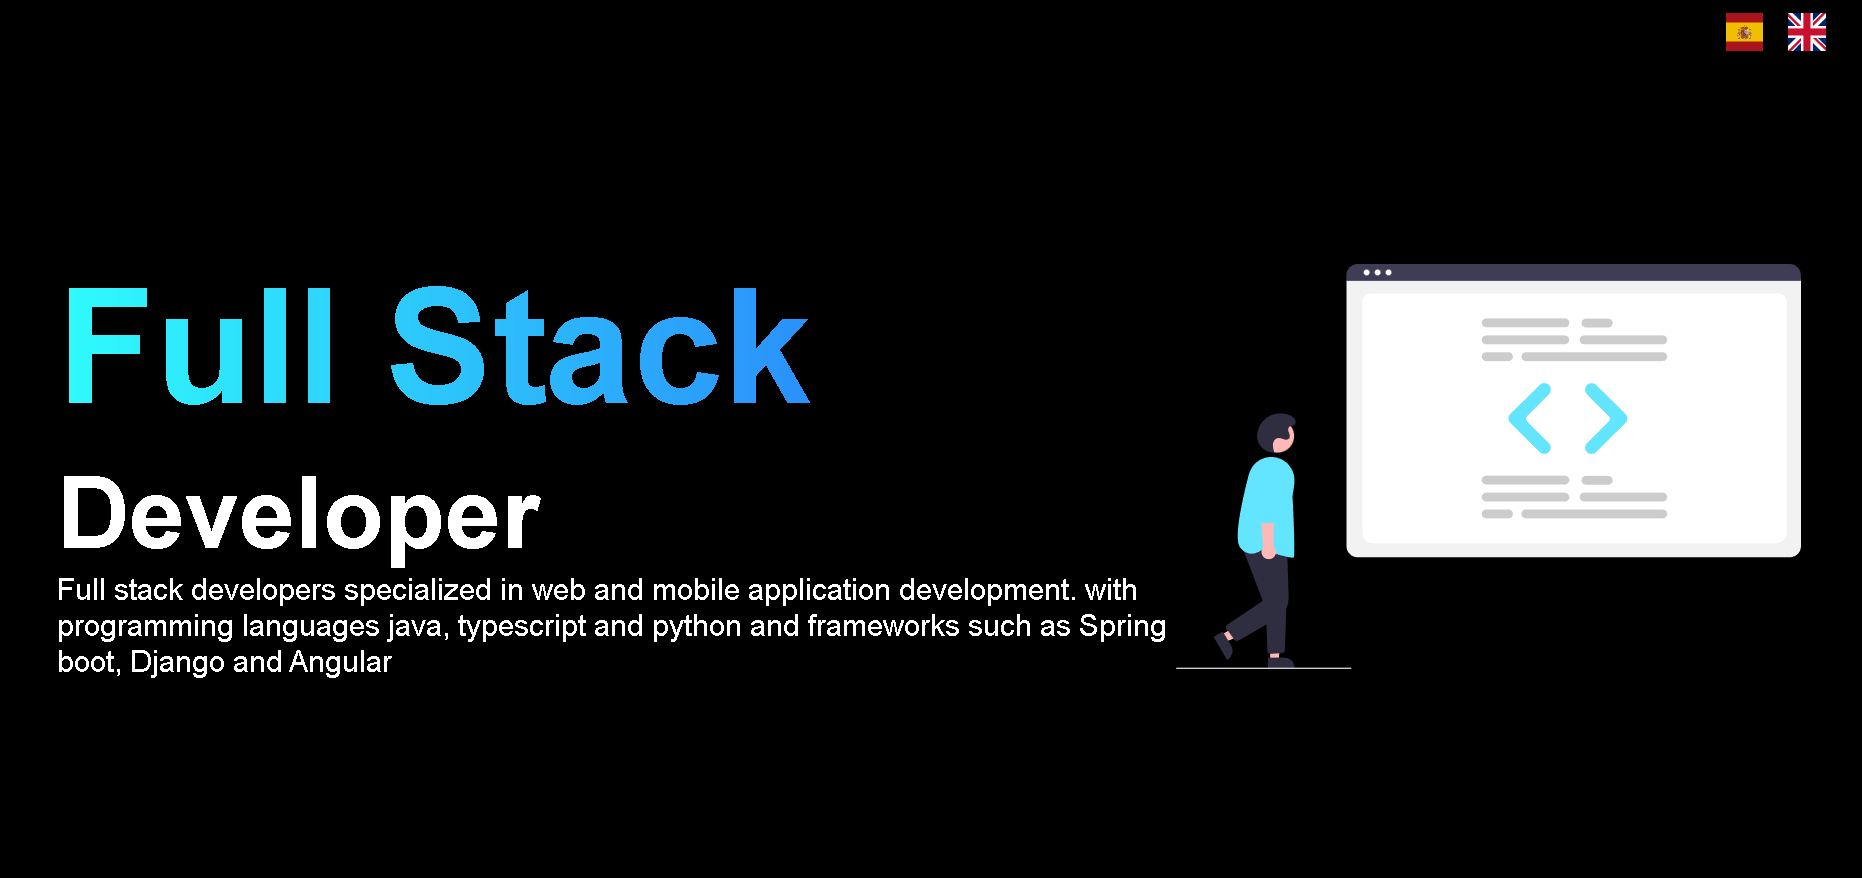 Full Stack
Developer
Full stack developers specialized in web and mobile application development. with
programming languages java, typescript and python and frameworks such as Spring
boot, Django and Angular